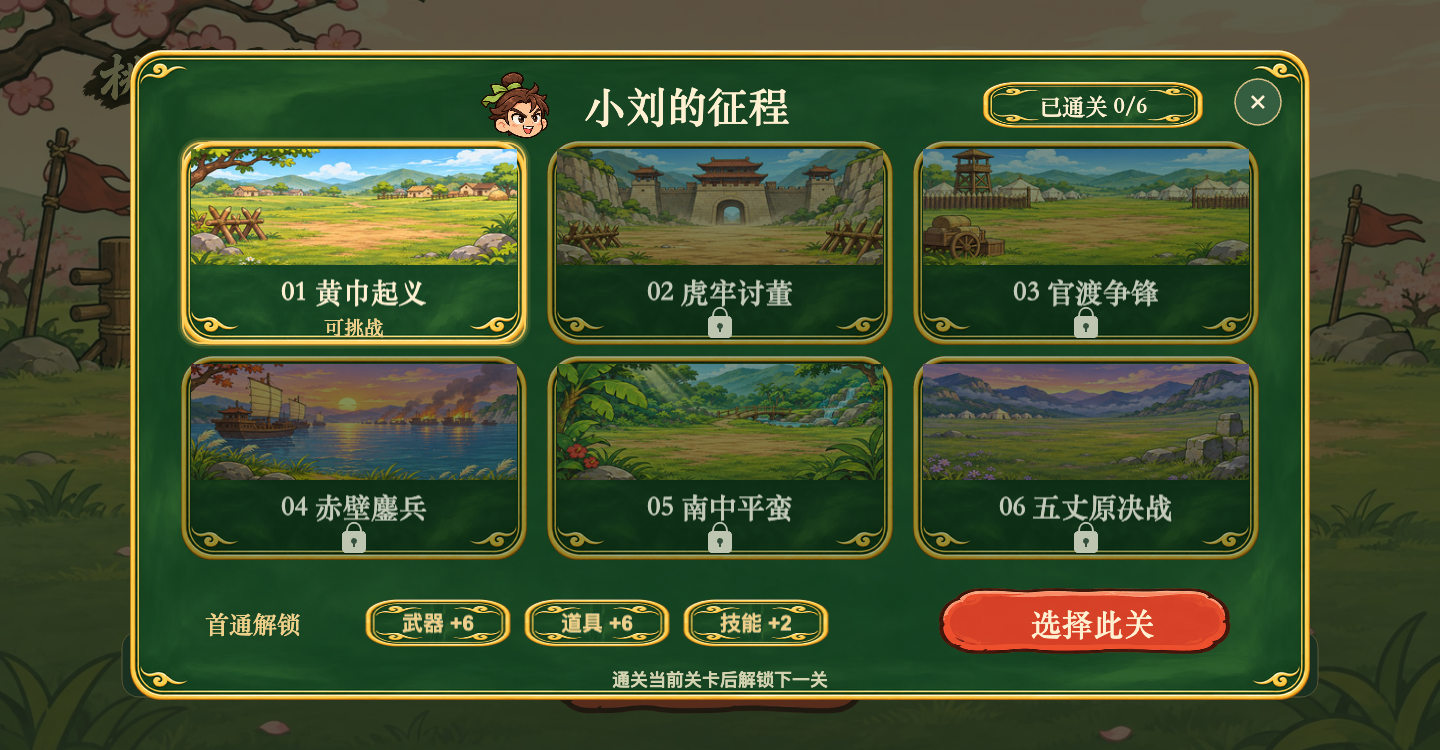 小刘的征程
已通关 0/6
01 黄巾起义
可挑战
02 虎牢讨董
03 官渡争锋
04 赤壁鏖兵
05 南中平蛮
06 五丈原决战
首通解锁
武器 +6
道具 +6
技能 +2
选择此关
通关当前关卡后解锁下一关